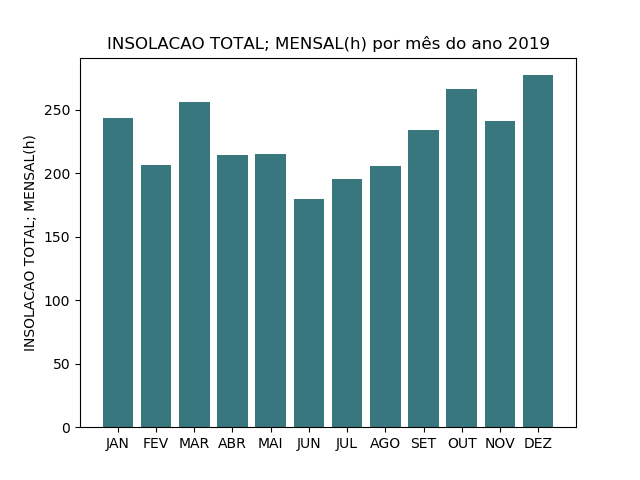 INSOLACAO TOTAL; MENSAL(h) por mês do ano 2019
INSOLACAO TOTAL; MENSAL(h)
250
200
150
100
50
0
JAN FEV MAR ABR MAI JUN JUL AGO SET OUT NOV DEZ